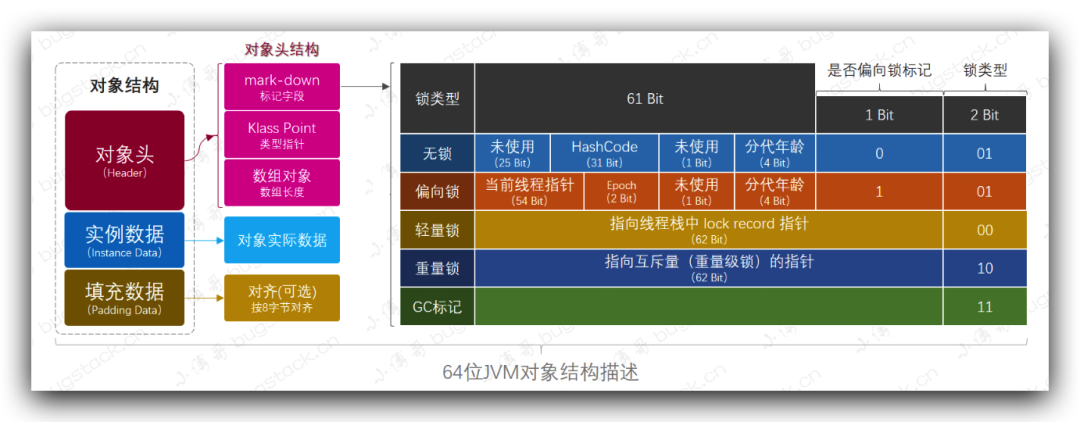 对象结构
对象头
(Header)
实例数据
(Instance Data)
填充数据
(Padding Data)
对象头结构
mark-down
标记字段
Klass Point
类型指针
数组对象
数组长度
对象实际数据
对齐(可选)
按8字节对齐
是否偏向锁标记
锁类型
锁类型
61 Bit
1 Bit
2 Bit
无锁
未使用
(25 Bit)
HashCode
(31 Bit)
未使用
(1 Bit)
分代年龄
(4 Bit)
0
01
偏向锁
当前线程指针
(54 Bit)
Epoch
(2 Bit)
未使用
(1 Bit)
分代年龄
(4 Bit)
1
01
轻量锁
指向线程栈中 lock record 指针
(62 Bit)
00
重量锁
指向互斥量（重量级锁）的指针
(62 Bit)
10
GC标记
11
64位JVM对象结构描述
小傅哥 bugstack.cn